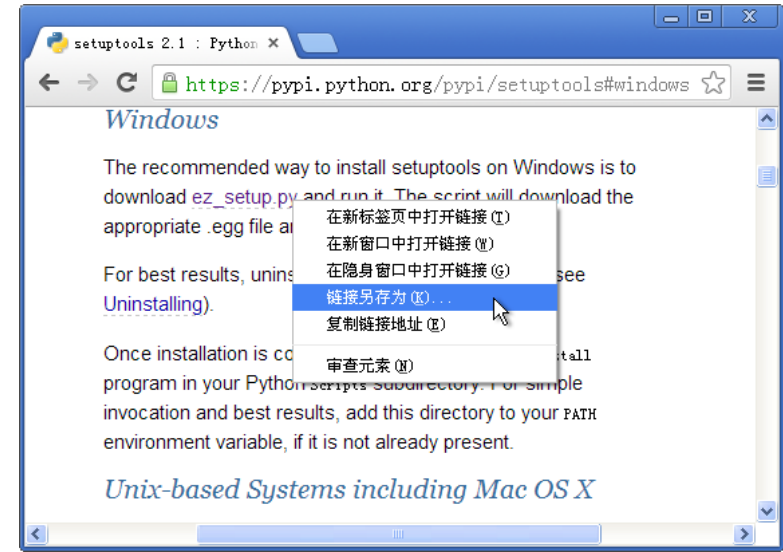 setuptools 2.1 : Python
https://pypi.python.org/pypi/setuptools#windows
Windows
The recommended way to install setuptools on Windows is to
download ez_setup.py and run it. The script will download the
appropriate .egg file
For best results,
see
Uninstalling).
Once installation is
program in your Python Scripts subdirectory. For simple
invocation and best results, add this directory to your PATH
environment variable, if it is not already present.
Unix-based Systems including Mac OS X
在新标签页中打开链接(T)
在新窗口中打开链接(W)
在隐身窗口中打开链接(G)
链接另存为(K)...
复制链接地址(E)
审查元素(N)